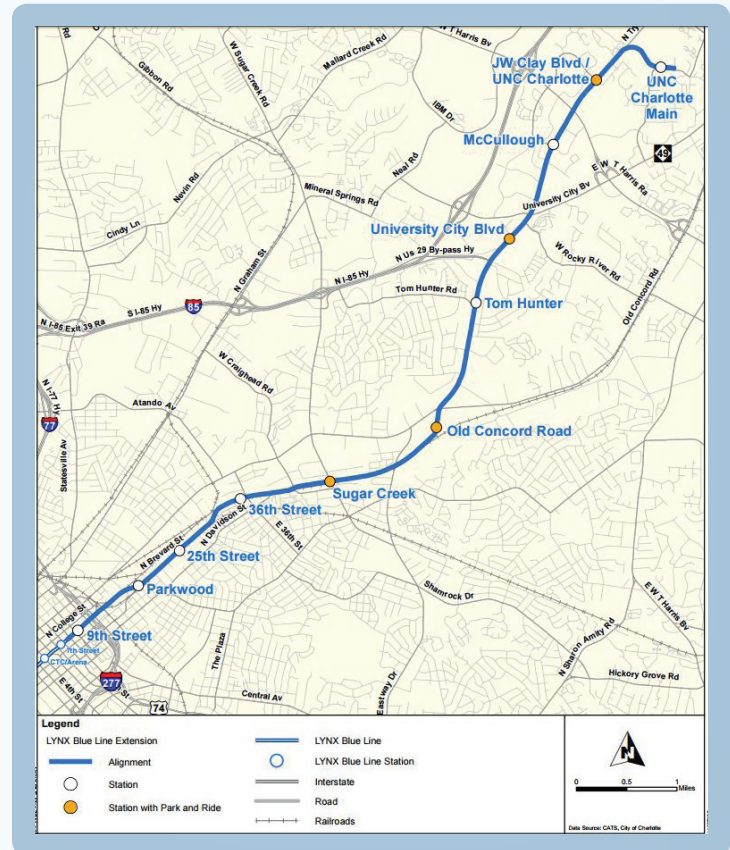 W T Harris Bv
N Try
Mallard Creek Rd
W Sugar Creek Rd
Gibbon Rd
JW Clay Blvd /
UNC Charlotte
UNC
Charlotte
Main
IBM Dr
McCullough
49
Neal Rd
Nevin Rd
E W T Harris Ra
Mineral Springs Rd
University City Bv
Cindy Ln
University City Blvd
N Us 29 By-pass Hy
W Rocky River Rd
N Graham St
N I-85 Hy
Tom Hunter Rd
Old Concord Rd
85
S I-85 Hy
Tom Hunter
N I-85 Exit 39 Ra
W Craighead Rd
N I-77 Hy
77
Atando Av
Old Concord Road
Statesville Av
Sugar Creek
36th Street
N Davidson St
E 36th St
N Brevard St
25th Street
Parkwood
Shamrock Dr
N College St
9th Street
7th Street
CTC/Arena
The Plaza
E W T Harris Bv
N Sharon Amity Rd
Hickory Grove Rd
277
E 4th St
St
Central Av
Eastway Dr
74
Legend
LYNX Blue Line Extension
Alignment
Station
Station with Park and Ride
LYNX Blue Line
LYNX Blue Line Station
Interstate
Road
Railroads
N
0 0.5 1
Miles
Data Source: CATS, City of Charlotte